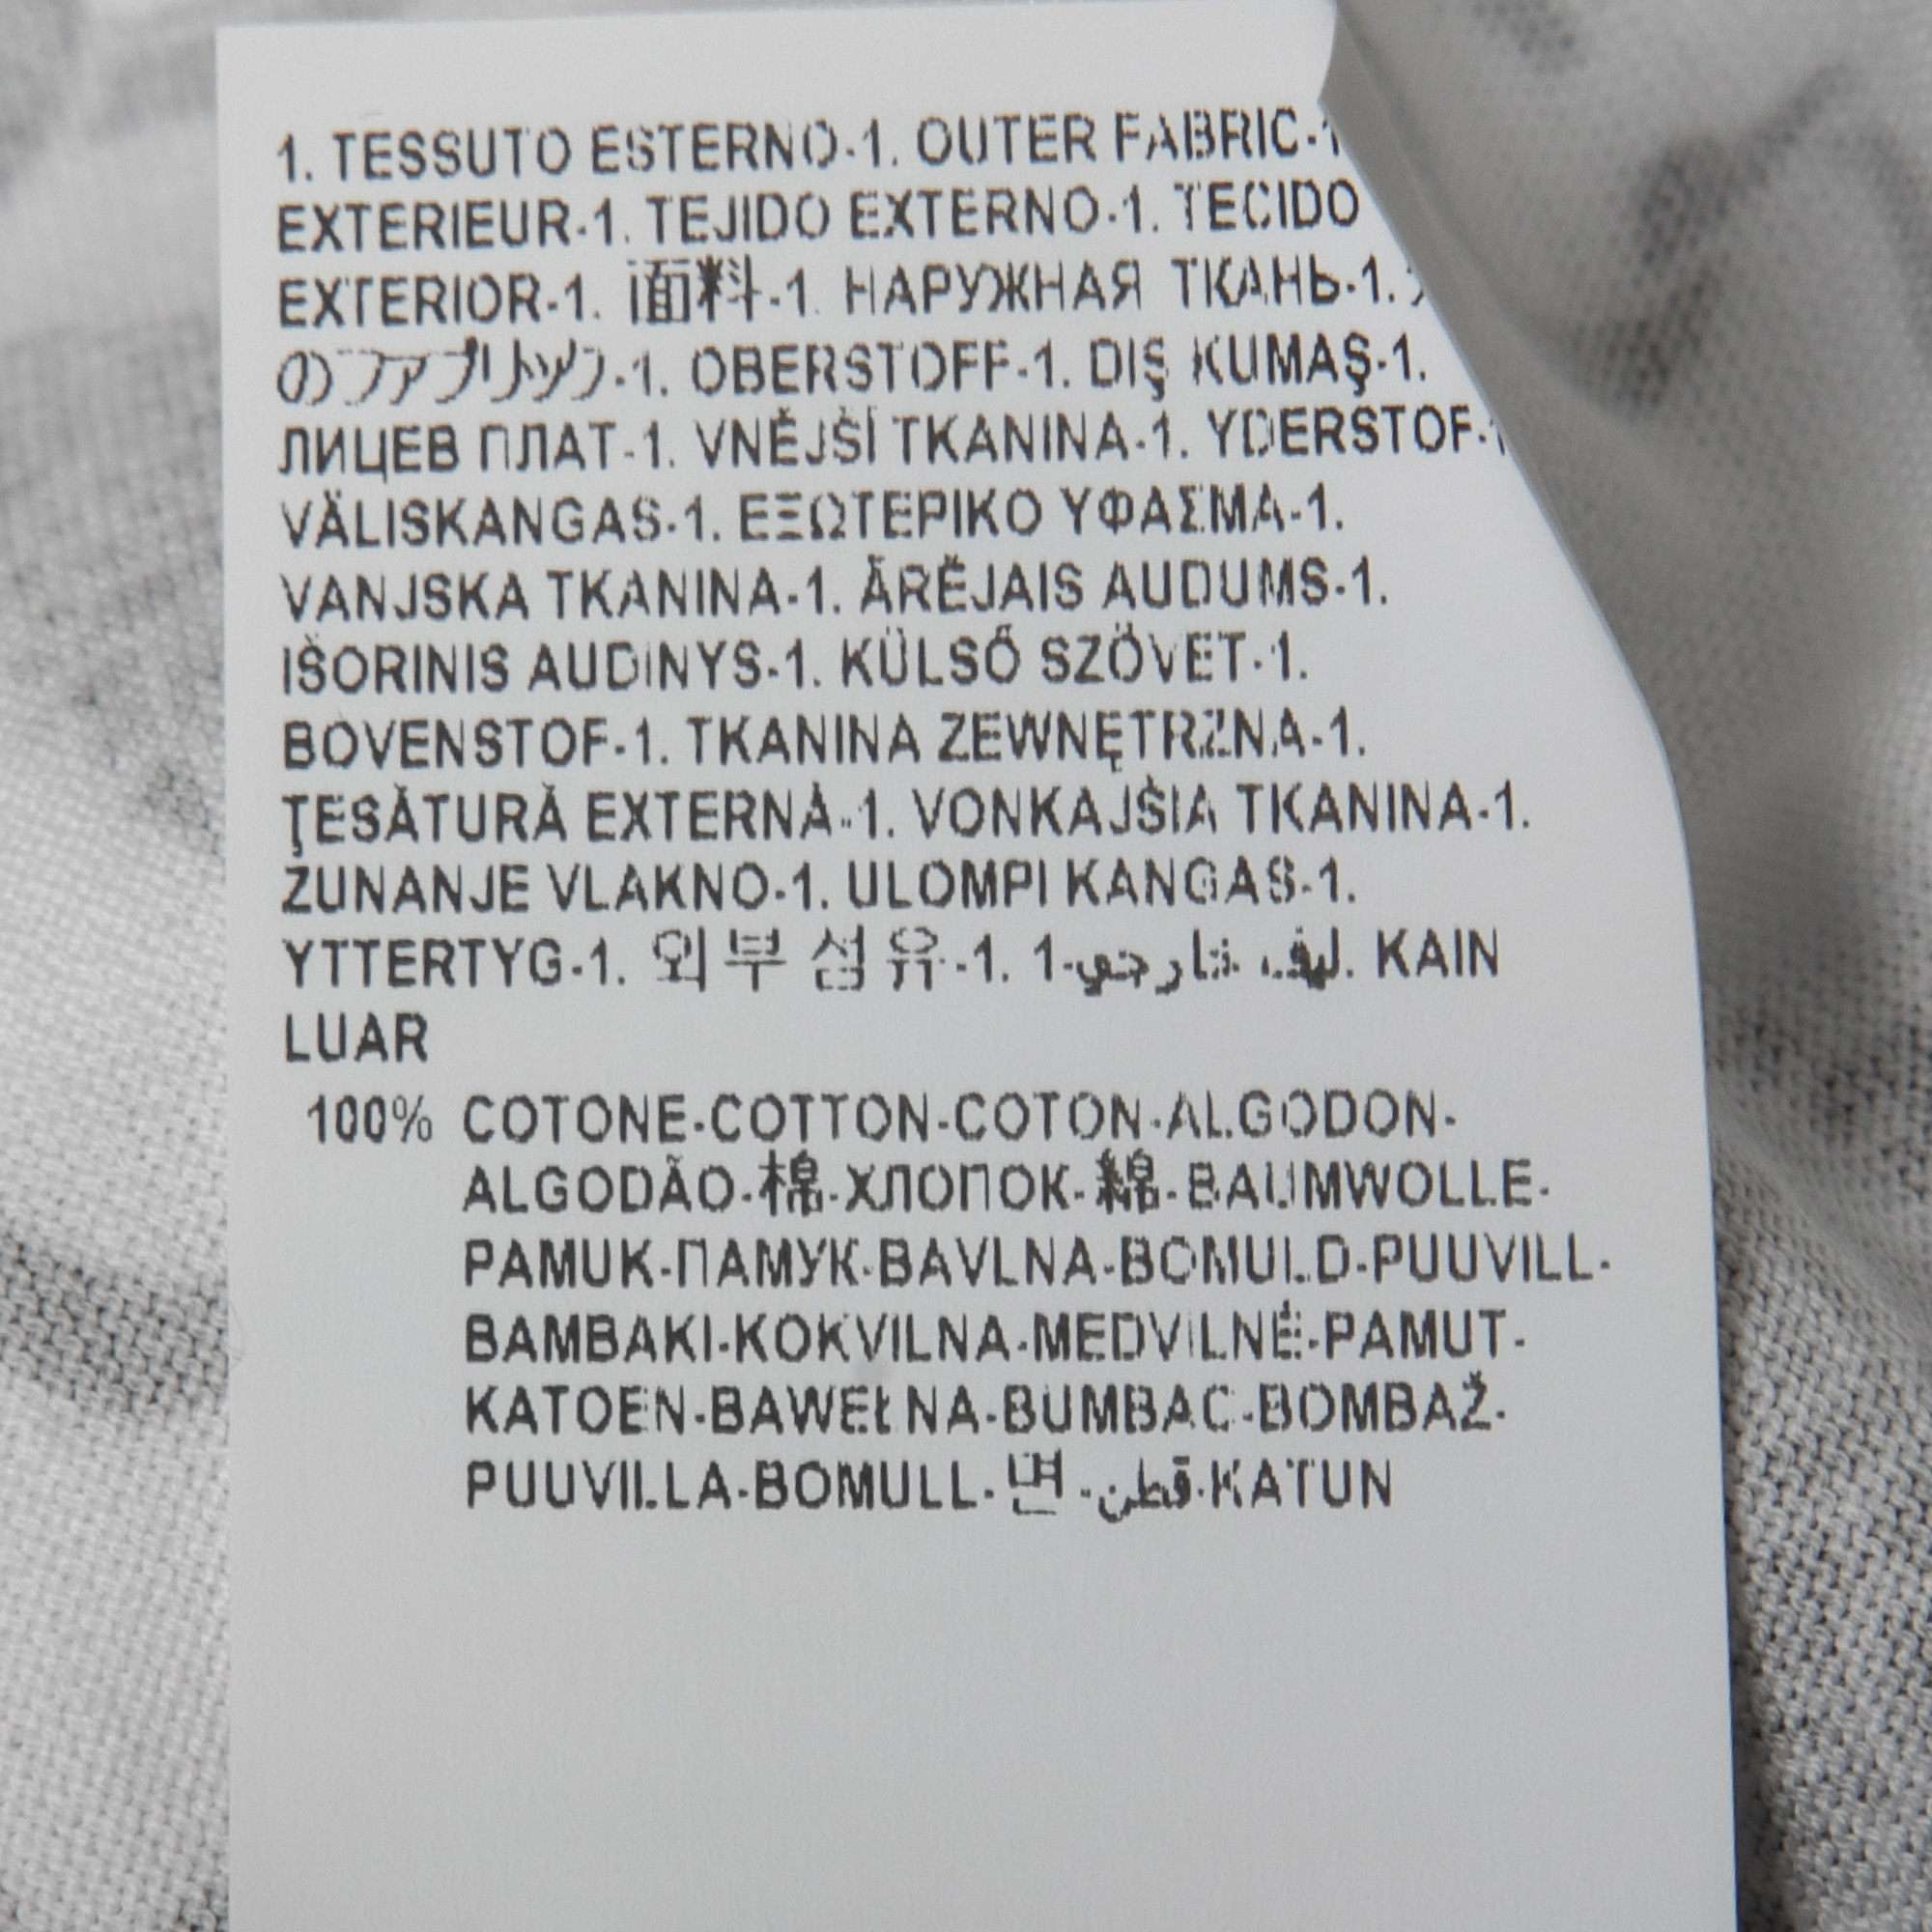 1. TESSUTO ESTERNO-1. OUTER FABRIC-1
EXTERIEUR-1. TEJIDO EXTERNO-1. TECIDO
EXTERIOR-1. 面料-1. НАРУЖНАЯ ТКАНЬ-1.
のファブリック-1. OBERSTOFF-1. DIŞ KUMAŞ-1.
ЛИЦЕВ ПЛАТ-1. VNĚJŠÍ TKANINA-1. YDERSTOF-1
VÄLISKANGAS-1. ΕΞΩΤΕΡΙΚΟ ΥΦΑΣΜΑ-1.
VANJSKA TKANINA-1. ĀRĒJAIS AUDUMS-1.
IŠORINIS AUDINYS-1. KÜLSŐ SZÖVET-1.
BOVENSTOF-1. TKANINA ZEWNĘTRZNA-1.
ŢESĂTURĂ EXTERNĂ-1. VONKAJŠIA TKANINA-1.
ZUNANJE VLAKNO-1. ULOMPI KANGAS-1.
YTTERTYG-1. 외부 섬유-1. ليف خارجي-1. KAIN
LUAR
100% COTONE-COTTON-COTON-ALGODON-
ALGODÃO-棉-ХЛОПОК-綿-BAUMWOLLE-
PAMUK-ПАМУК-BAVLNA-BOMULD-PUUVILL-
BAMBAKI-KOKVILNA-MEDVILNĖ-PAMUT-
KATOEN-BAWEŁNA-BUMBAC-BOMBAŽ-
PUUVILLA-BOMULL-면-قطن-KATUN